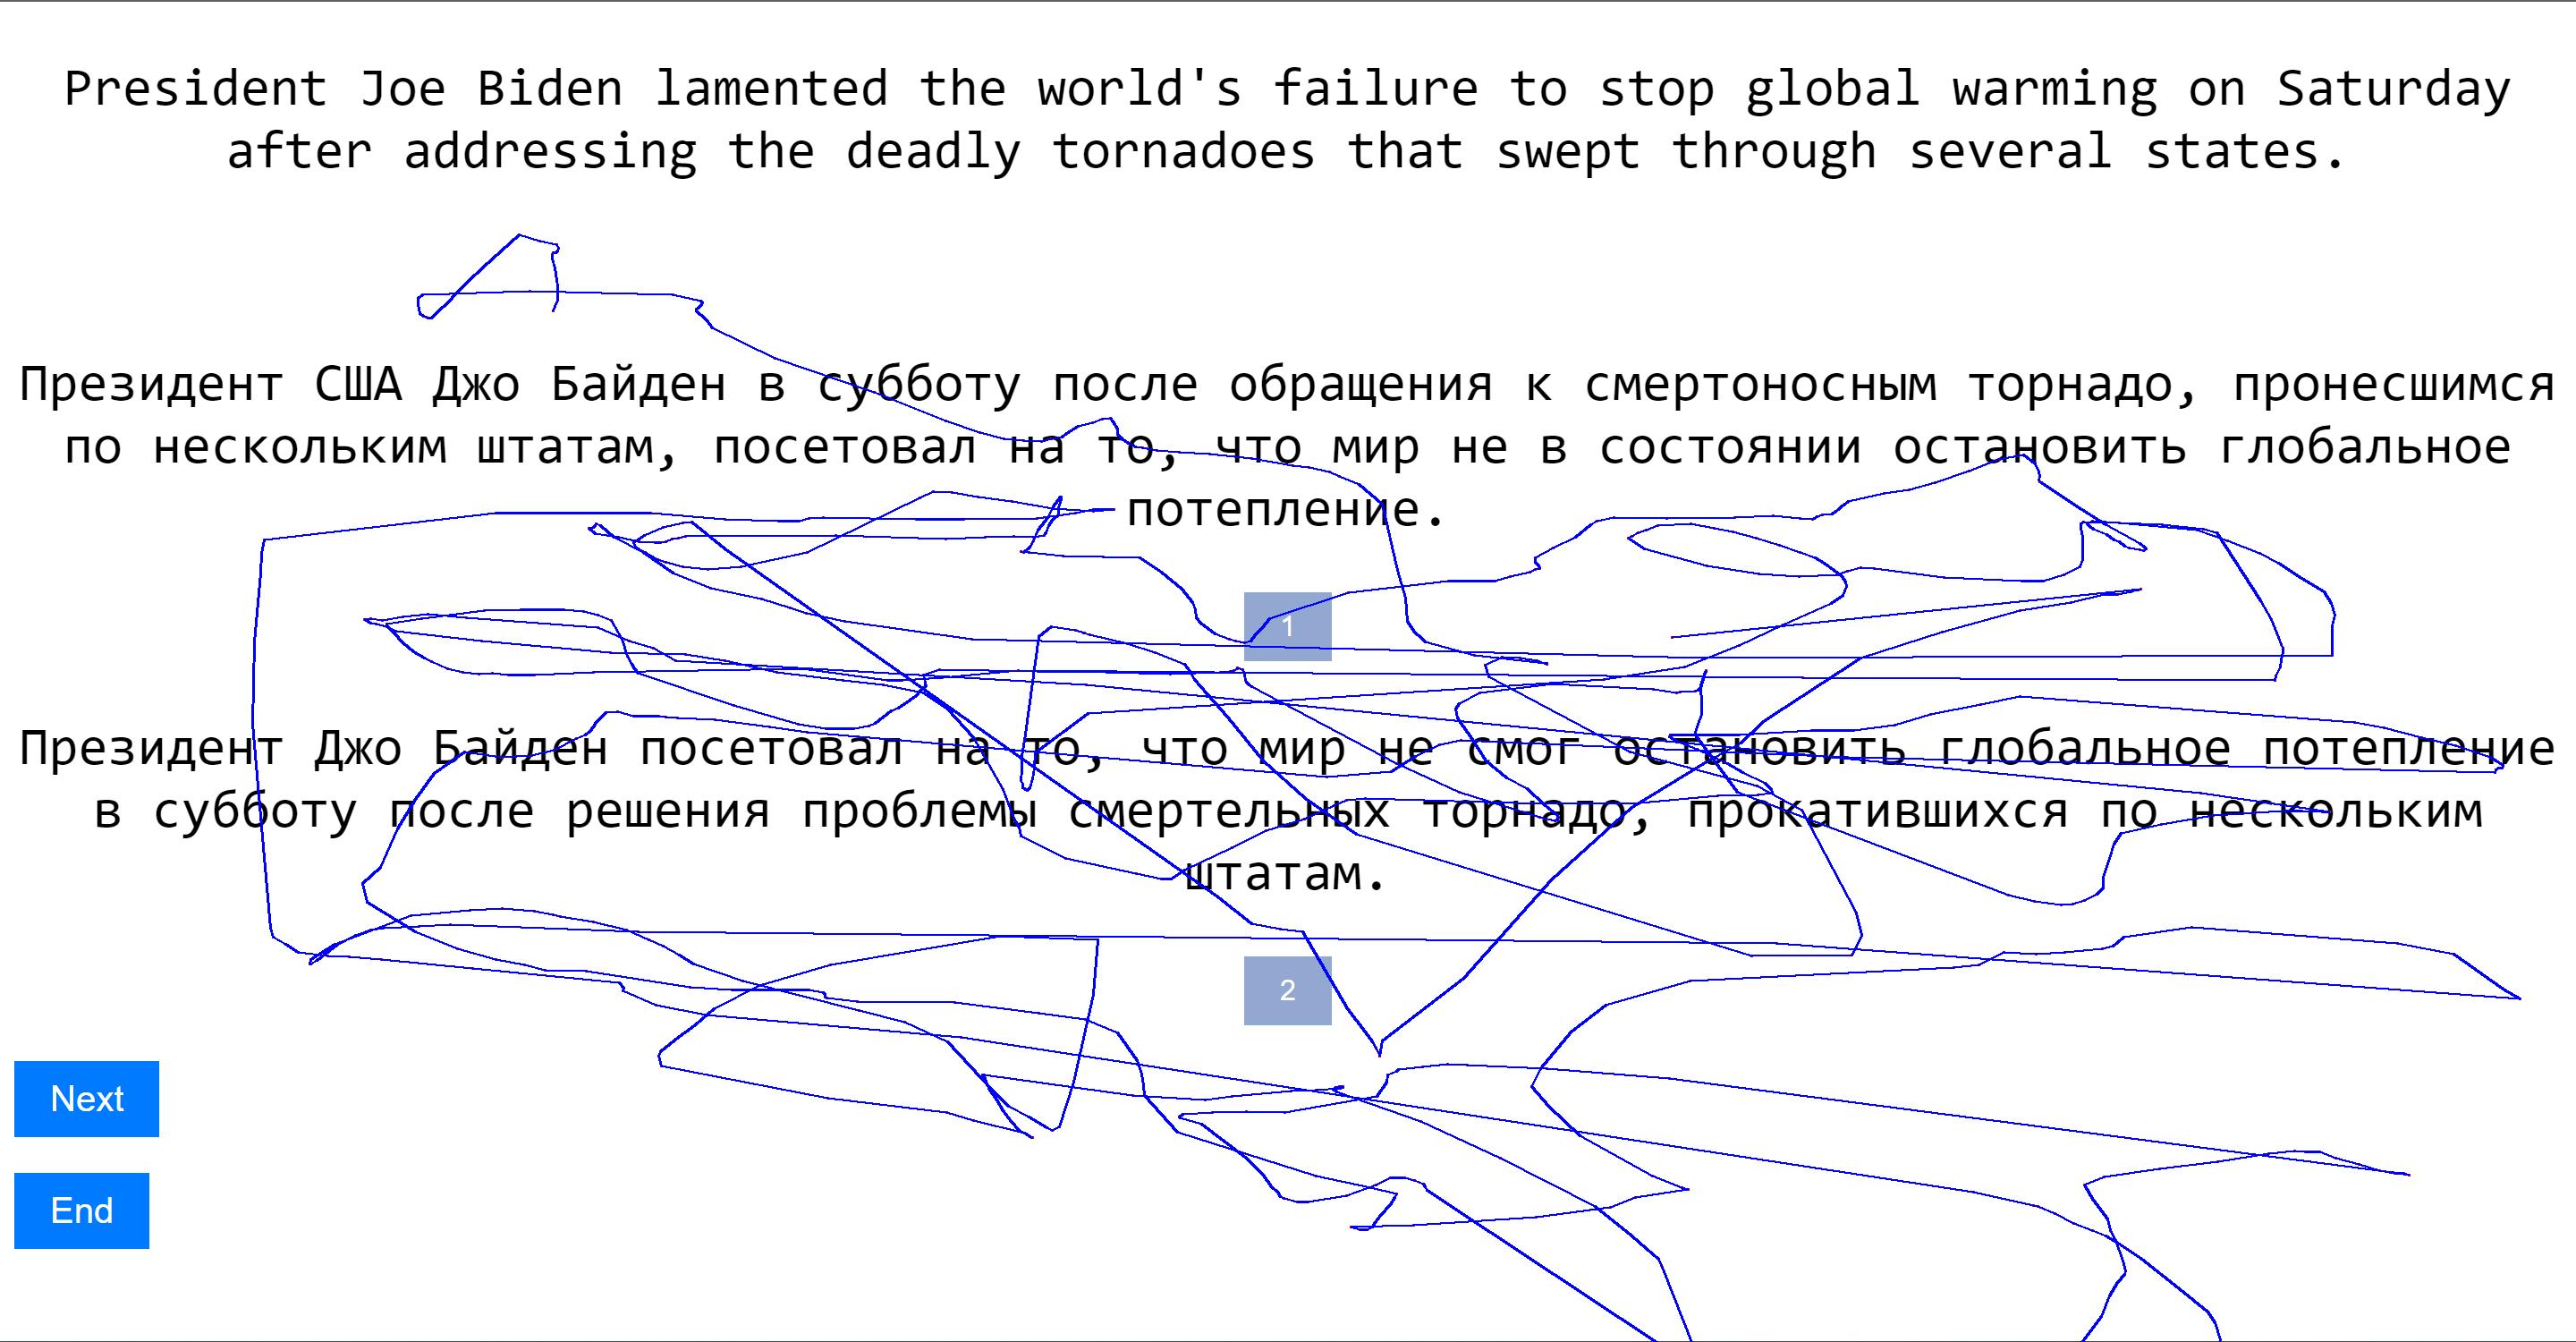 President Joe Biden lamented the world's failure to stop global warming on Saturday
after addressing the deadly tornadoes that swept through several states.
Президент США Джо Байден в субботу после обращения к смертоносным торнадо, пронесшимся
по нескольким штатам, посетовал на то, что мир не в состоянии остановить глобальное
потепление.
1
Президент Джо Байден посетовал на то, что мир не смог остановить глобальное потепление
в субботу после решения проблемы смертельных торнадо, прокатившихся по нескольким
штатам.
2
Next
End